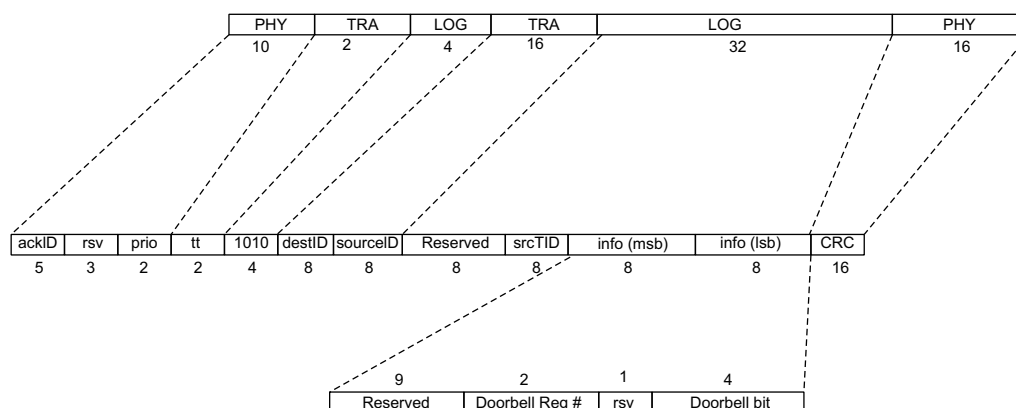 PHY TRA LOG TRA LOG PHY
10 2 4 16 32 16
ackID rsv prio tt 1010 destID sourceID Reserved srcTID info (msb) info (lsb) CRC
5 3 2 2 4 8 8 8 8 8 8 16
9 2 1 4
Reserved Doorbell Reg # rsv Doorbell bit